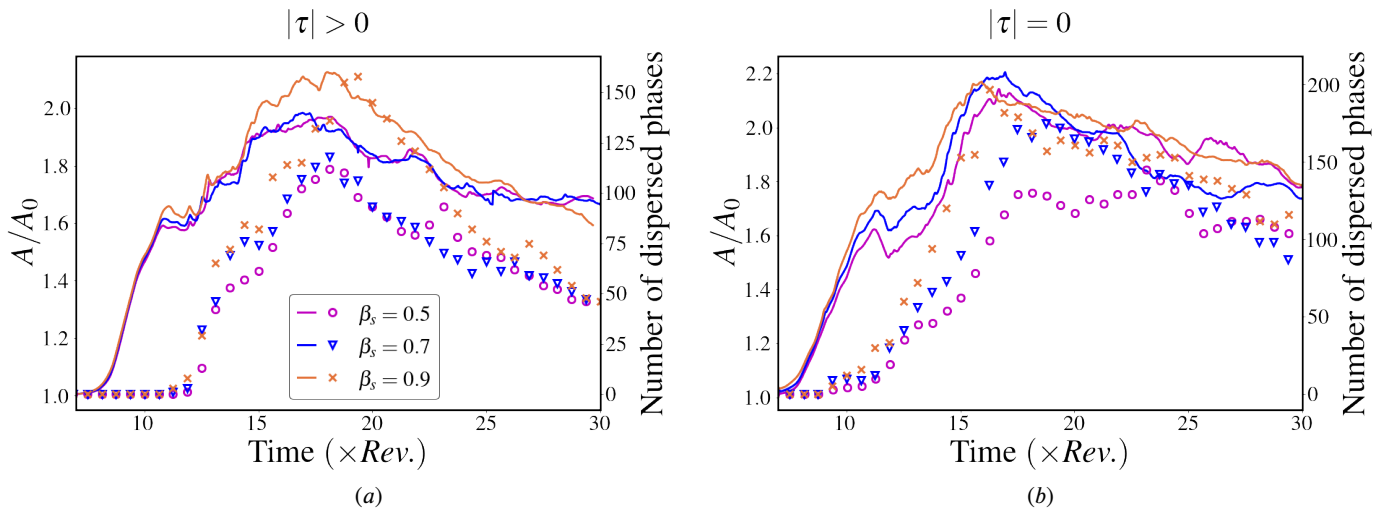 |τ| > 0
A/A₀
2.0
1.8
1.6
1.4
1.2
1.0
150
125
100
75
50
25
0
Number of dispersed phases
βₛ = 0.5
βₛ = 0.7
βₛ = 0.9
10 15 20 25 30
Time (×Rev.)
(a)
|τ| = 0
A/A₀
2.2
2.0
1.8
1.6
1.4
1.2
1.0
200
150
100
50
0
Number of dispersed phases
10 15 20 25 30
Time (×Rev.)
(b)